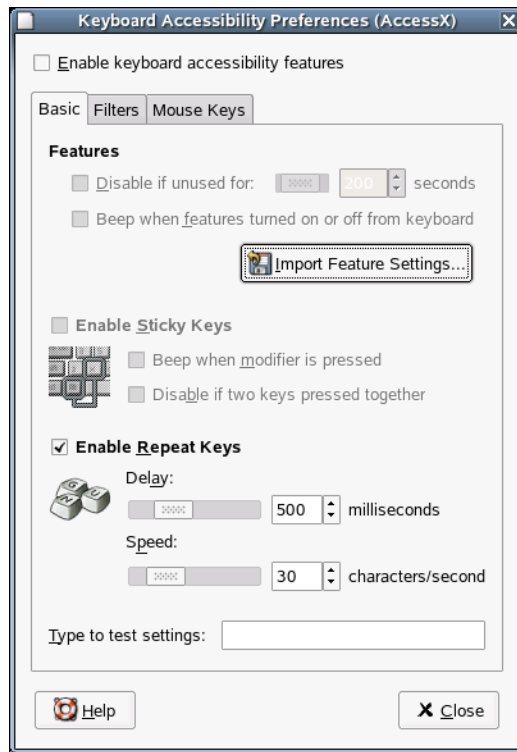 Keyboard Accessibility Preferences (AccessX)
Enable keyboard accessibility features
Basic Filters Mouse Keys
Features
Disable if unused for: 200 seconds
Beep when features turned on or off from keyboard
Import Feature Settings...
Enable Sticky Keys
Beep when modifier is pressed
Disable if two keys pressed together
Enable Repeat Keys
Delay:
500 milliseconds
Speed:
30 characters/second
Type to test settings:
Help Close
G N U